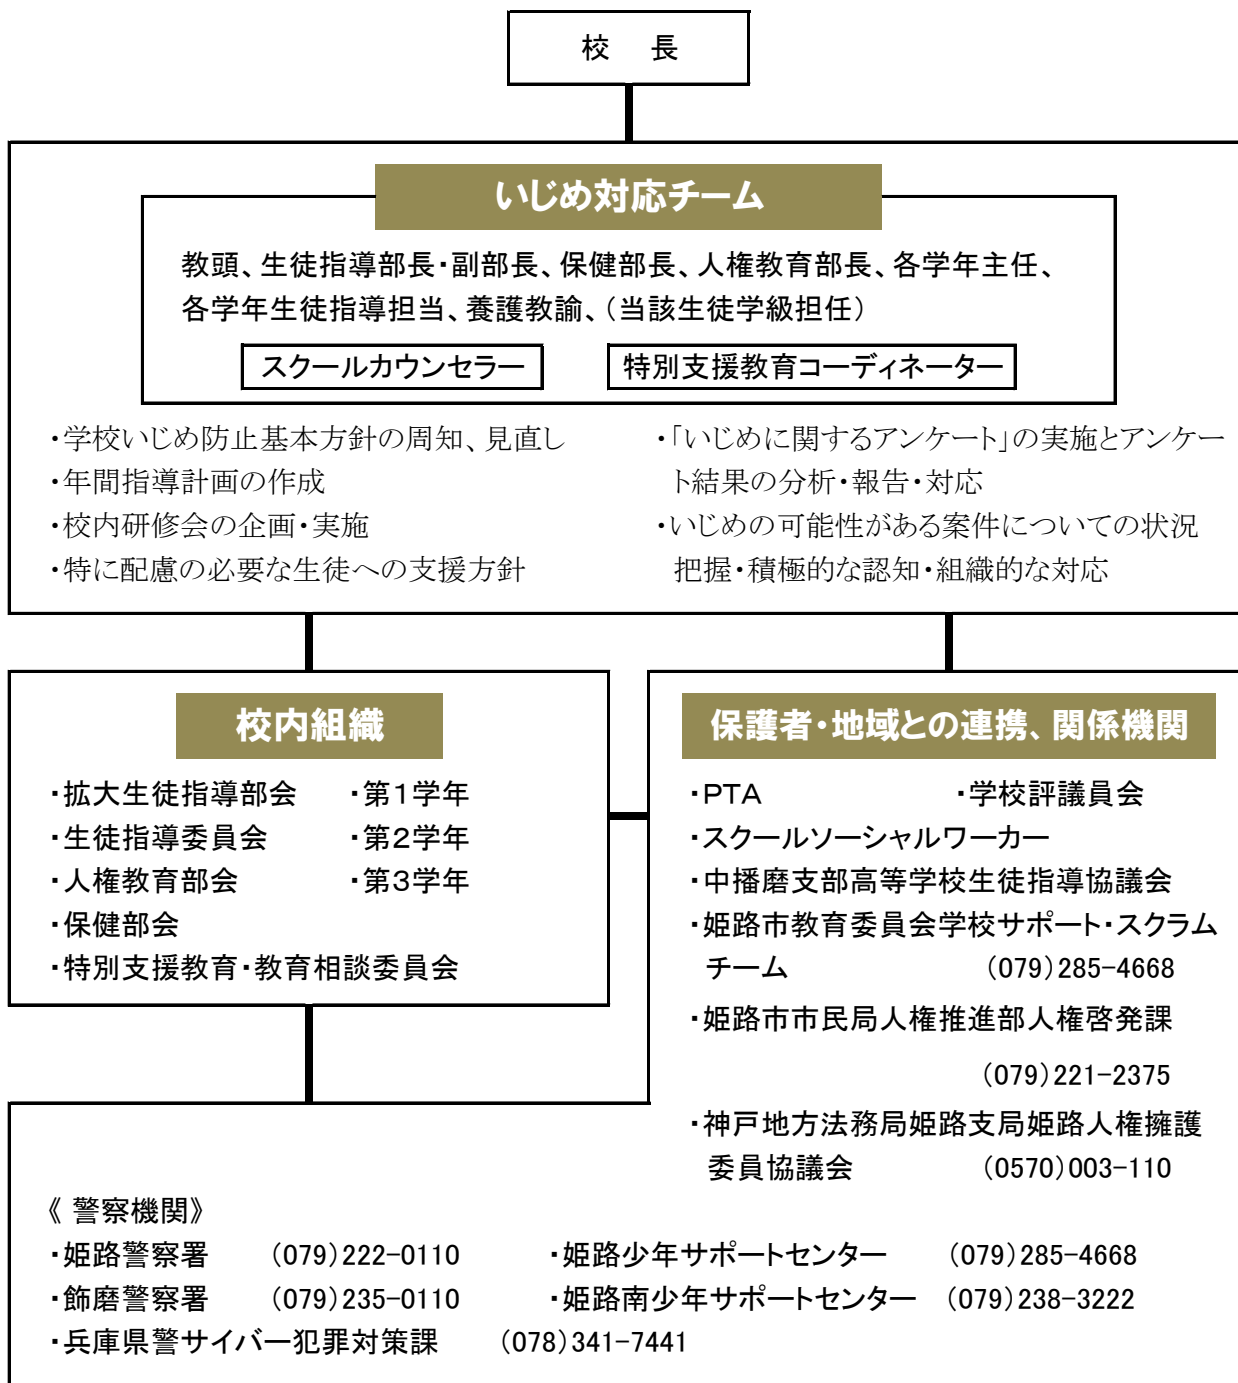 校　長
いじめ対応チーム
教頭、生徒指導部長・副部長、保健部長、人権教育部長、各学年主任、
各学年生徒指導担当、養護教諭、（当該生徒学級担任）
スクールカウンセラー
特別支援教育コーディネーター
・学校いじめ防止基本方針の周知、見直し
・年間指導計画の作成
・校内研修会の企画・実施
・特に配慮の必要な生徒への支援方針
・「いじめに関するアンケート」の実施とアンケー
ト結果の分析・報告・対応
・いじめの可能性がある案件についての状況
把握・積極的な認知・組織的な対応
校内組織
・拡大生徒指導部会　・第１学年
・生徒指導委員会　・第２学年
・人権教育部会　・第３学年
・保健部会
・特別支援教育・教育相談委員会
保護者・地域との連携、関係機関
・PTA　・学校評議員会
・スクールソーシャルワーカー
・中播磨支部高等学校生徒指導協議会
・姫路市教育委員会学校サポート・スクラム
チーム　（079）285-4668
・姫路市市民局人権推進部人権啓発課
（079）221-2375
・神戸地方法務局姫路支局姫路人権擁護
委員協議会　（0570）003-110
《 警察機関》
・姫路警察署　（079）222-0110　・姫路少年サポートセンター　（079）285-4668
・飾磨警察署　（079）235-0110　・姫路南少年サポートセンター　（079）238-3222
・兵庫県警サイバー犯罪対策課　（078）341-7441